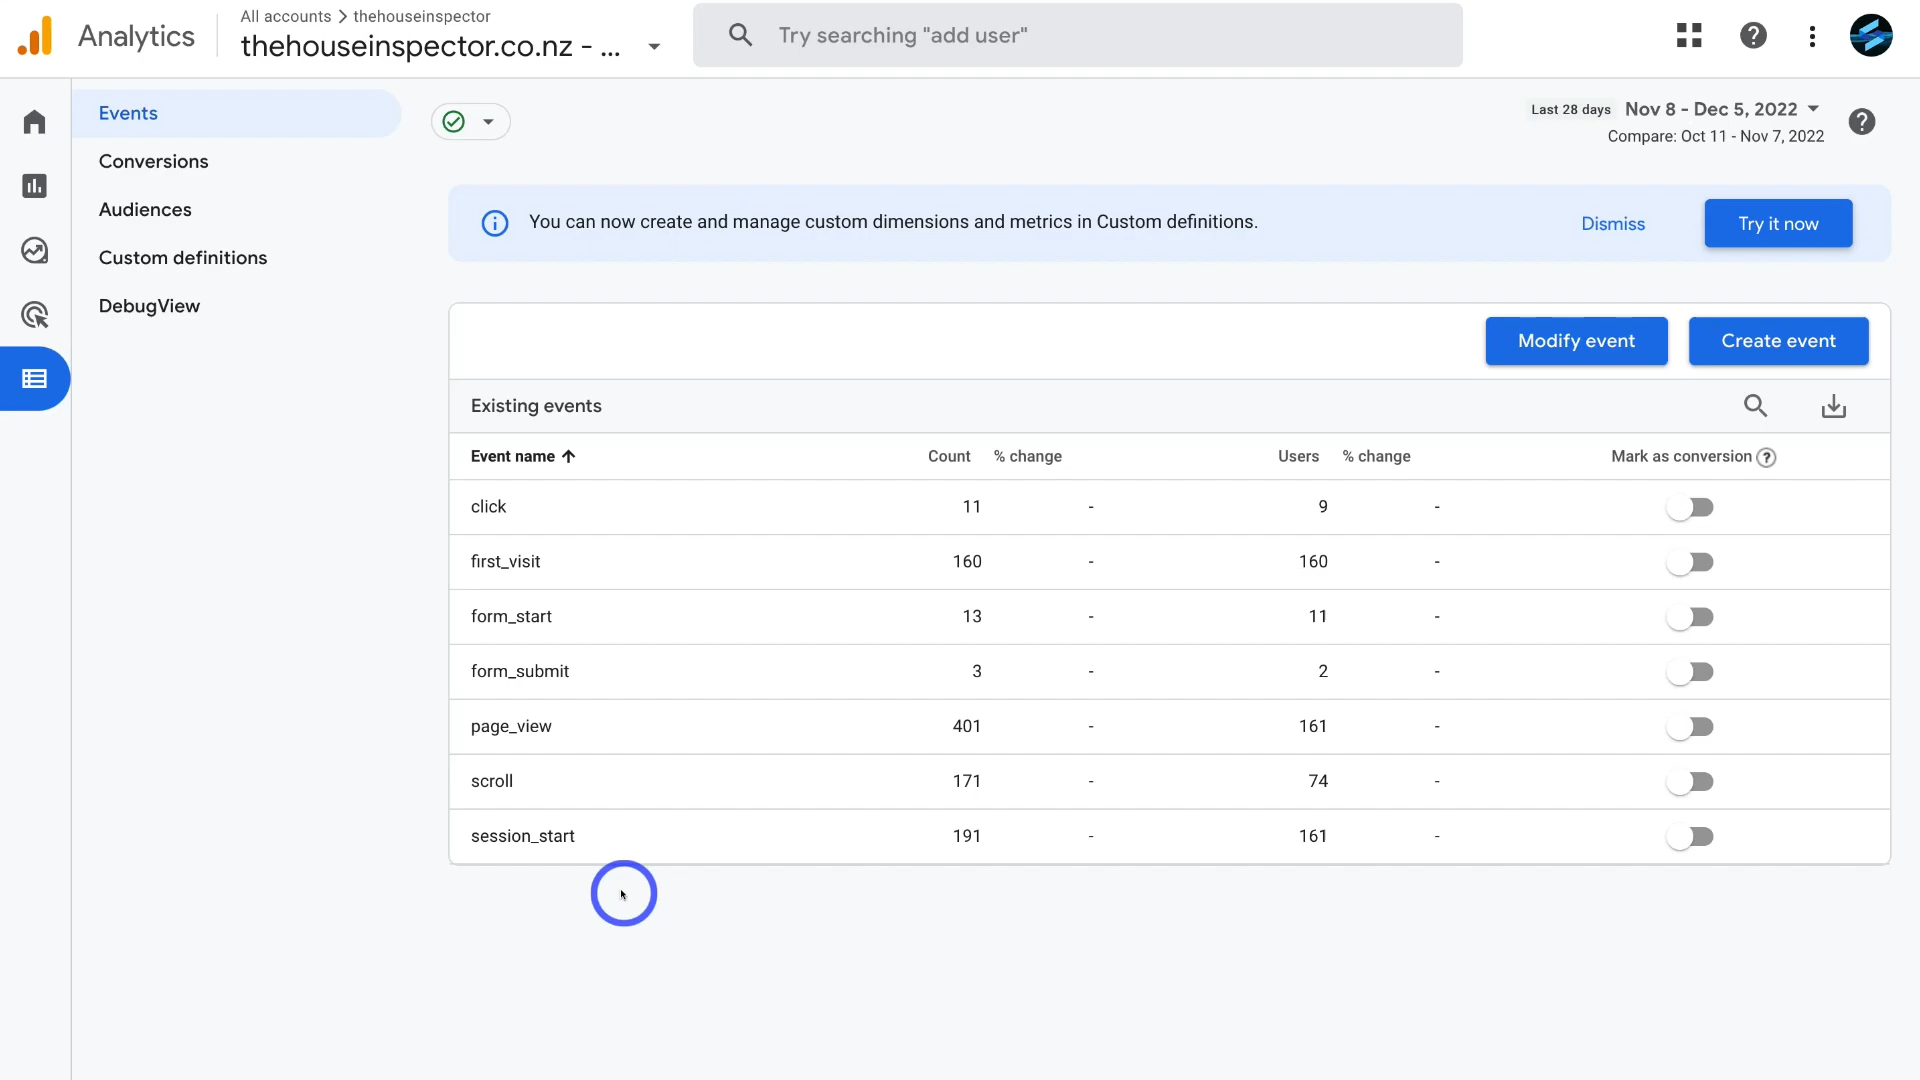 Analytics
All accounts > thehouseinspector
thehouseinspector.co.nz - ...
Try searching "add user"
Events
Conversions
Audiences
Custom definitions
DebugView
Last 28 days Nov 8 - Dec 5, 2022
Compare: Oct 11 - Nov 7, 2022
You can now create and manage custom dimensions and metrics in Custom definitions.
Dismiss
Try it now
Modify event
Create event
Existing events
Event name Count % change Users % change Mark as conversion
click 11 - 9 -
first_visit 160 - 160 -
form_start 13 - 11 -
form_submit 3 - 2 -
page_view 401 - 161 -
scroll 171 - 74 -
session_start 191 - 161 -